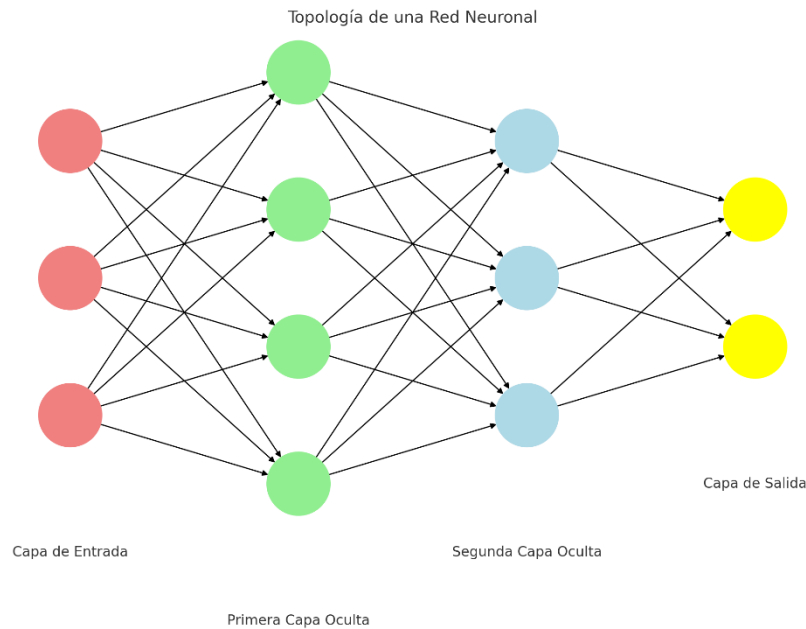 Topología de una Red Neuronal
Capa de Salida
Capa de Entrada
Segunda Capa Oculta
Primera Capa Oculta